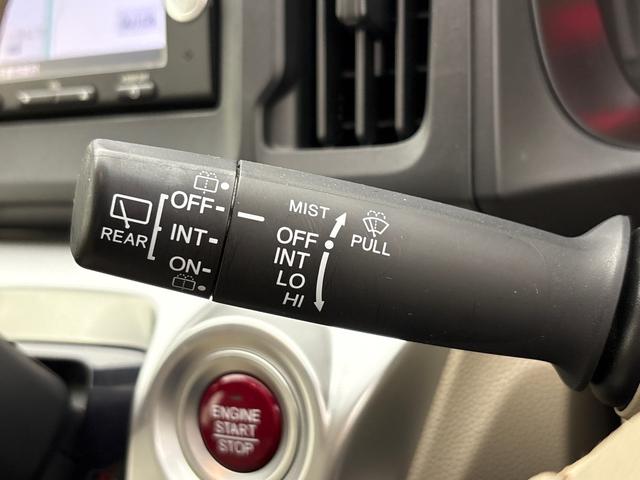 REAR
OFF
INT
ON
MIST
OFF
INT
LO
HI
PULL
ENGINE
START
STOP